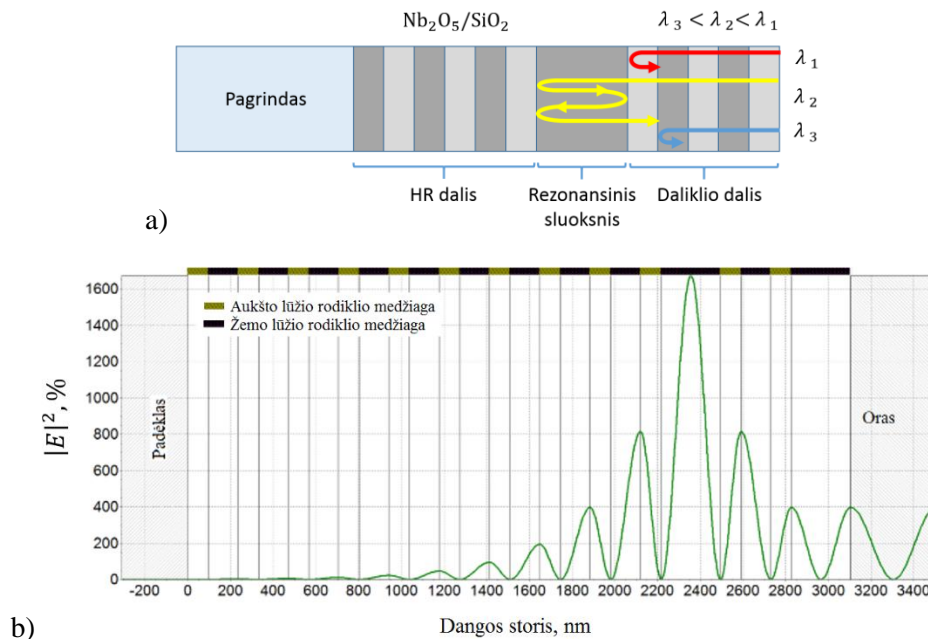 Nb₂O₅/SiO₂
λ₃ < λ₂ < λ₁
λ₁
Pagrindas
λ₂
λ₃
HR dalis
Rezonansinis
sluoksnis
Daliklio dalis
a)
1600
1400
1200
1000
800
600
400
200
0
|E|², %
Aukšto lūžio rodiklio medžiaga
Žemo lūžio rodiklio medžiaga
Padėklas
Oras
-200 0 200 400 600 800 1000 1200 1400 1600 1800 2000 2200 2400 2600 2800 3000 3200 3400
b)
Dangos storis, nm